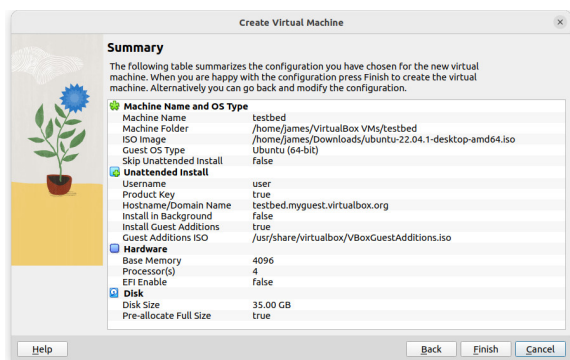 Create Virtual Machine
Summary
The following table summarizes the configuration you have chosen for the new virtual
machine. When you are happy with the configuration press Finish to create the virtual
machine. Alternatively you can go back and modify the configuration.
Machine Name and OS Type
Machine Name testbed
Machine Folder /home/james/VirtualBox VMs/testbed
ISO Image /home/james/Downloads/ubuntu-22.04.1-desktop-amd64.iso
Guest OS Type Ubuntu (64-bit)
Skip Unattended Install false
Unattended Install
Username user
Product Key true
Hostname/Domain Name testbed.myguest.virtualbox.org
Install in Background false
Install Guest Additions true
Guest Additions ISO /usr/share/virtualbox/VBoxGuestAdditions.iso
Hardware
Base Memory 4096
Processor(s) 4
EFI Enable false
Disk
Disk Size 35.00 GB
Pre-allocate Full Size true
Help Back Finish Cancel